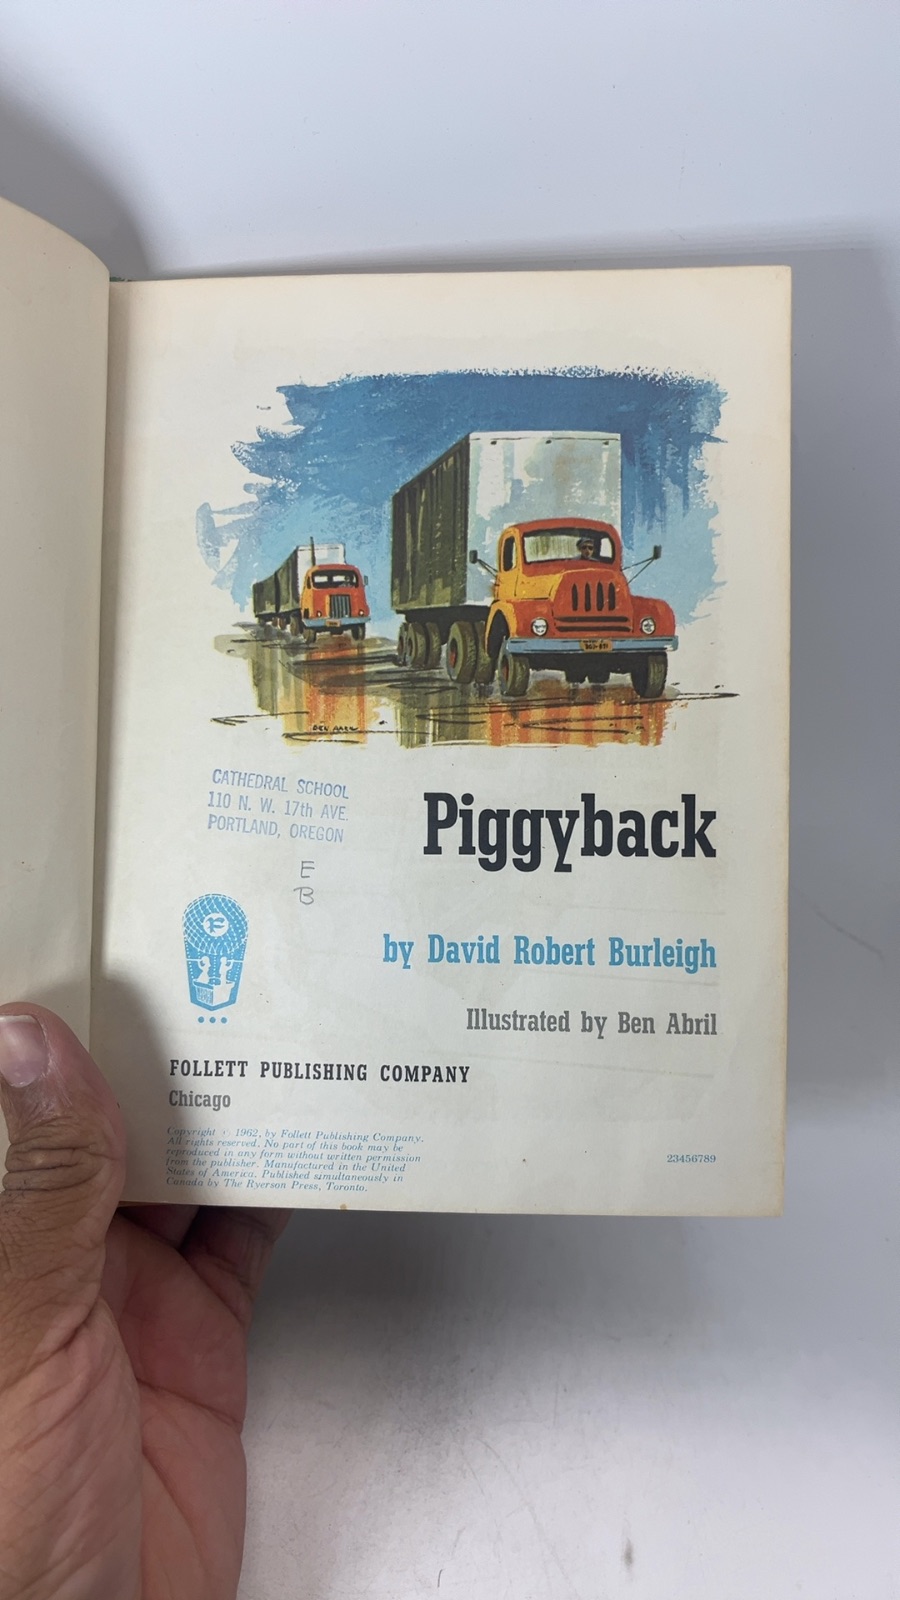 BEN ABRIL
CATHEDRAL SCHOOL
110 N. W. 17th AVE.
PORTLAND, OREGON
E
B
Piggyback
by David Robert Burleigh
Illustrated by Ben Abril
F
FOLLETT PUBLISHING COMPANY
Chicago
Copyright © 1962, by Follett Publishing Company.
All rights reserved. No part of this book may be
reproduced in any form without written permission
from the publisher. Manufactured in the United
States of America. Published simultaneously in
Canada by The Ryerson Press, Toronto.
23456789